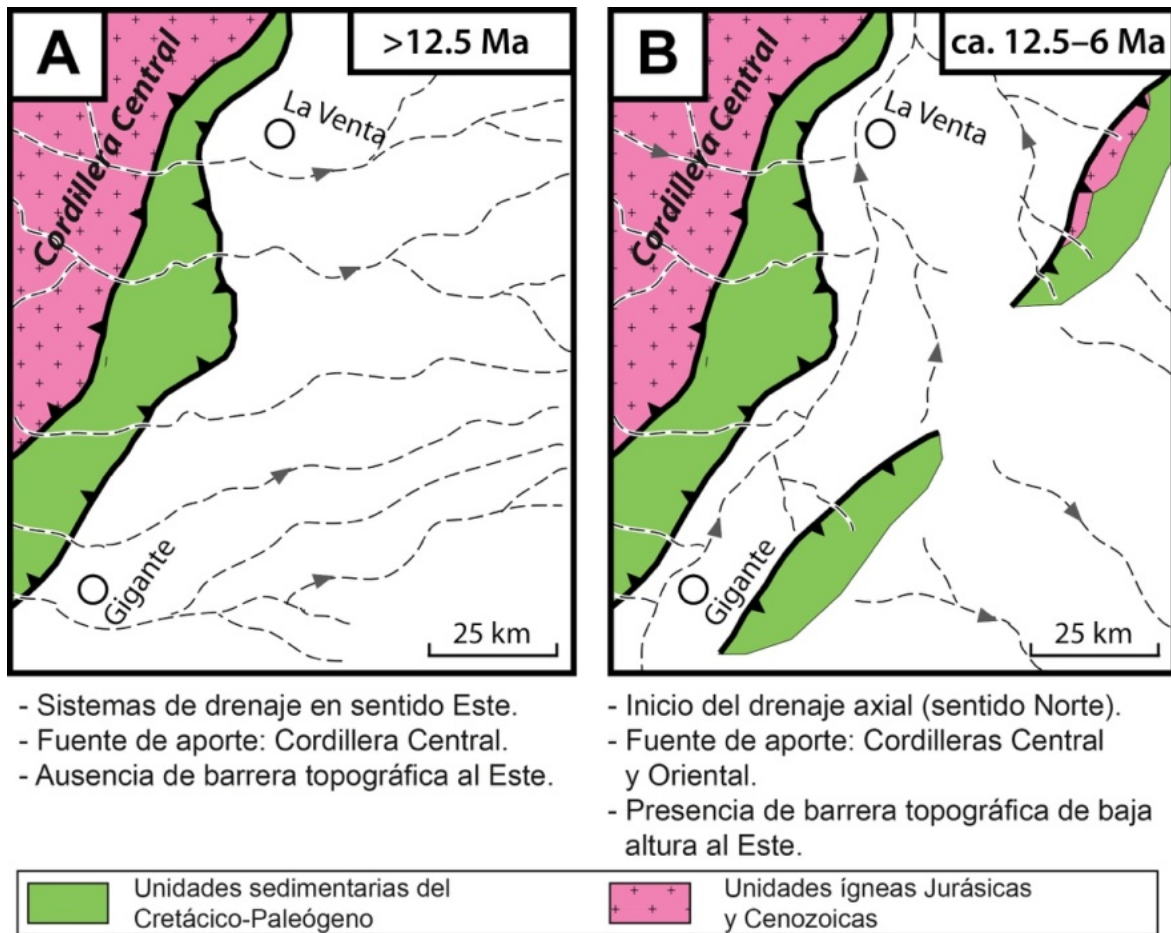 A
>12.5 Ma
Cordillera Central
La Venta
Gigante
25 km
- Sistemas de drenaje en sentido Este.
- Fuente de aporte: Cordillera Central.
- Ausencia de barrera topográfica al Este.
B
ca. 12.5–6 Ma
Cordillera Central
La Venta
Gigante
25 km
- Inicio del drenaje axial (sentido Norte).
- Fuente de aporte: Cordilleras Central
y Oriental.
- Presencia de barrera topográfica de baja
altura al Este.
Unidades sedimentarias del
Cretácico-Paleógeno
Unidades ígneas Jurásicas
y Cenozoicas